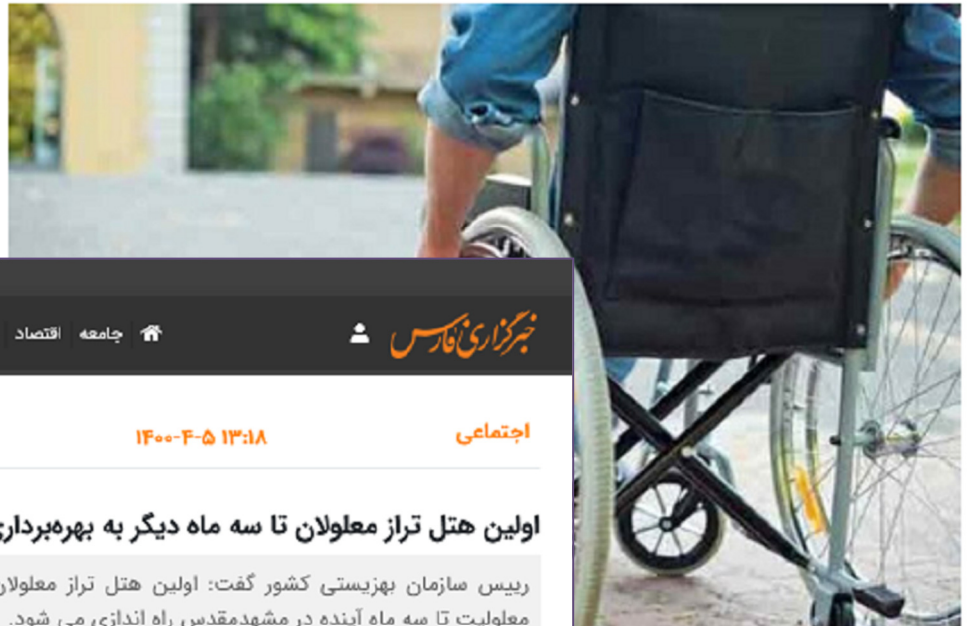 خبرگزاری فارس
جامعه اقتصاد
اجتماعی
۱۴۰۰-۴-۵ ۱۳:۱۸
اولین هتل تراز معلولان تا سه ماه دیگر به بهره‌برداری
رییس سازمان بهزیستی کشور گفت: اولین هتل تراز معلولان
معلولیت تا سه ماه آینده در مشهدمقدس راه اندازی می شود.